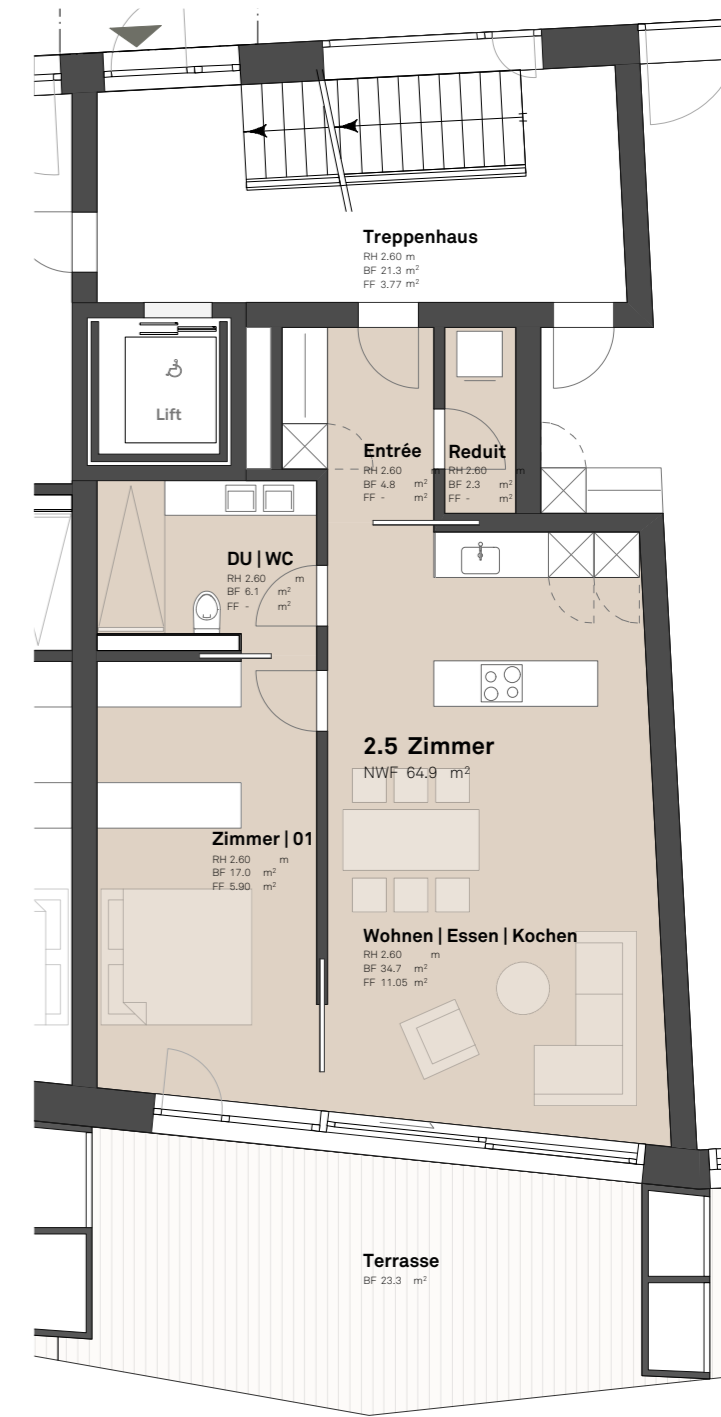 Treppenhaus
RH 2.60 m
BF 21.3 m²
FF 3.77 m²
Lift
Entrée
RH 2.60 m
BF 4.8 m²
FF - m²
Reduit
RH 2.60 m
BF 2.3 m²
FF - m²
DU | WC
RH 2.60 m
BF 6.1 m²
FF - m²
2.5 Zimmer
NWF 64.9 m²
Zimmer | 01
RH 2.60 m
BF 17.0 m²
FF 5.90 m²
Wohnen | Essen | Kochen
RH 2.60 m
BF 34.7 m²
FF 11.05 m²
Terrasse
BF 23.3 m²